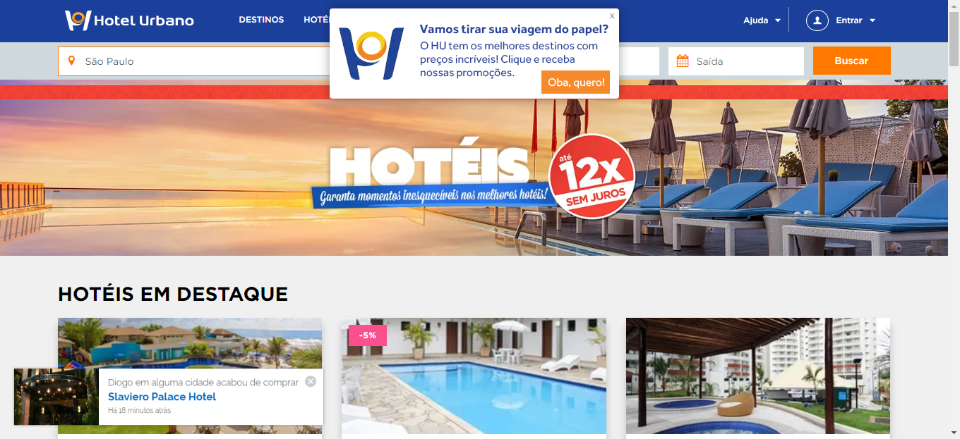 Hotel Urbano
DESTINOS
HOTÉ
Ajuda
Entrar
x
Vamos tirar sua viagem do papel?
O HU tem os melhores destinos com
preços incríveis! Clique e receba
nossas promoções.
Oba, quero!
São Paulo
Saída
Buscar
HOTÉIS
Garanta momentos inesquecíveis nos melhores hotéis!
até
12x
SEM JUROS
HOTÉIS EM DESTAQUE
-5%
Diogo em alguma cidade acabou de comprar
Slaviero Palace Hotel
Há 18 minutos atrás